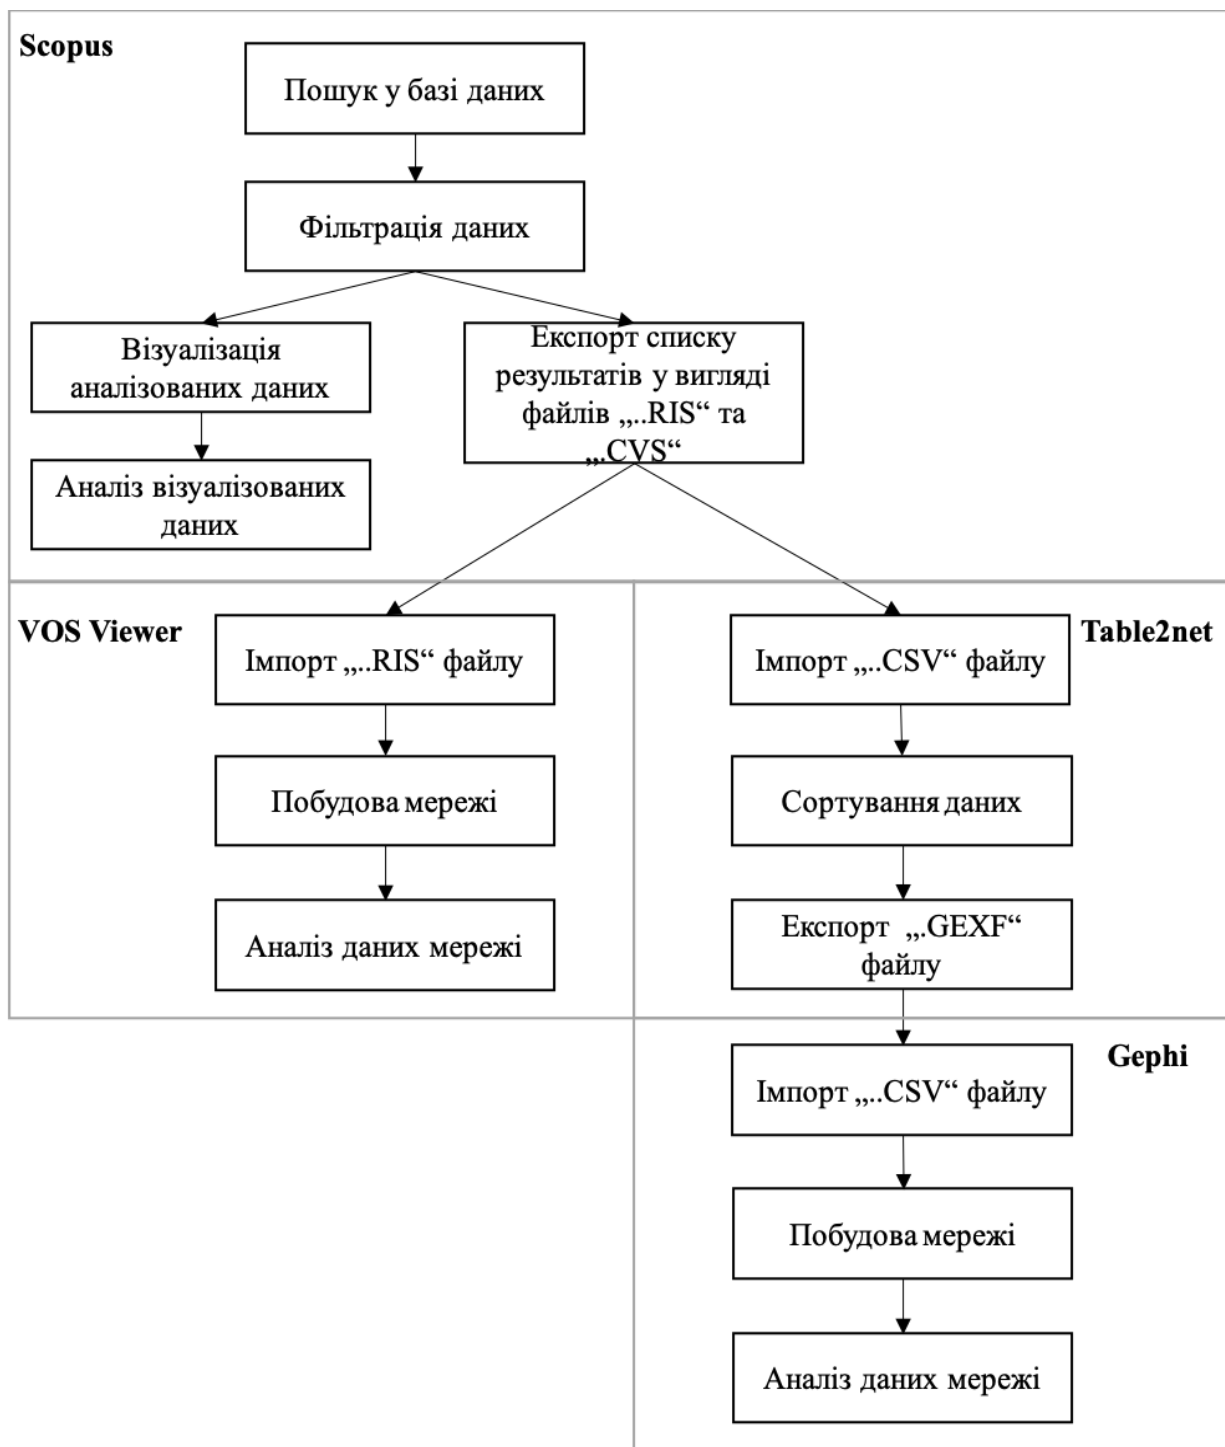 Scopus
Пошук у базі даних
Фільтрація даних
Візуалізація
аналізованих даних
Експорт списку
результатів у вигляді
файлів „..RIS“ та
„.CVS“
Аналіз візуалізованих
даних
VOS Viewer
Імпорт „..RIS“ файлу
Побудова мережі
Аналіз даних мережі
Table2net
Імпорт „..CSV“ файлу
Сортування даних
Експорт „.GEXF“
файлу
Gephi
Імпорт „..CSV“ файлу
Побудова мережі
Аналіз даних мережі